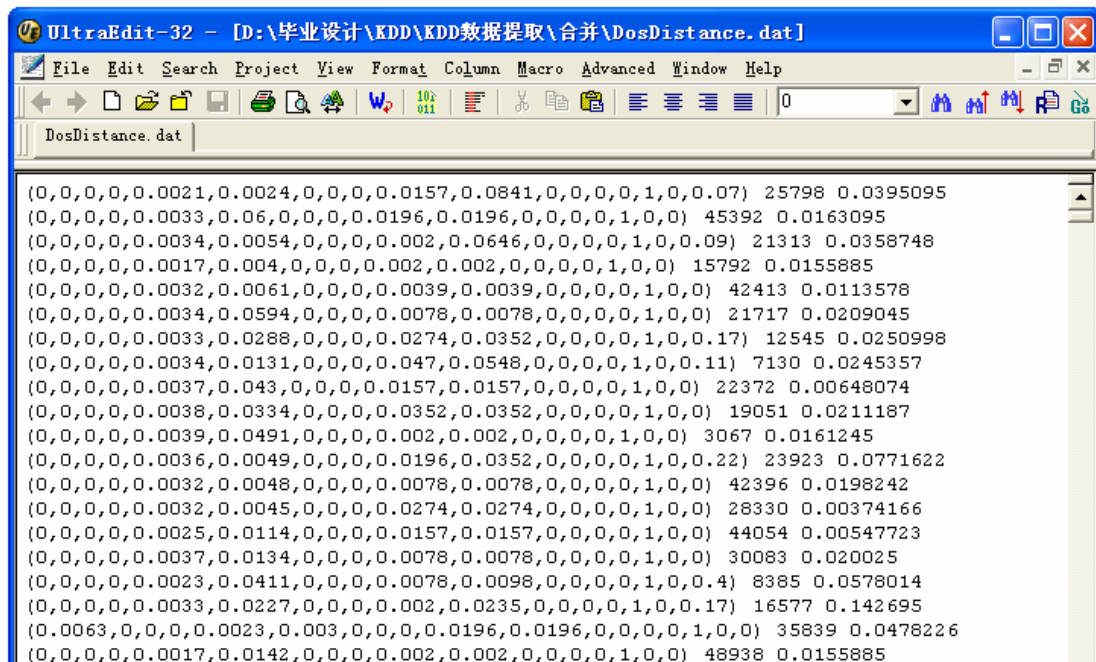 UltraEdit-32 - [D:\毕业设计\KDD\KDD数据提取\合并\DosDistance.dat]
File Edit Search Project View Format Column Macro Advanced Window Help
0
DosDistance.dat
(0,0,0,0,0.0021,0.0024,0,0,0,0.0157,0.0841,0,0,0,0,1,0,0.07) 25798 0.0395095
(0,0,0,0,0.0033,0.06,0,0,0,0.0196,0.0196,0,0,0,0,1,0,0) 45392 0.0163095
(0,0,0,0,0.0034,0.0054,0,0,0,0.002,0.0646,0,0,0,0,1,0,0.09) 21313 0.0358748
(0,0,0,0,0.0017,0.004,0,0,0,0.002,0.002,0,0,0,0,1,0,0) 15792 0.0155885
(0,0,0,0,0.0032,0.0061,0,0,0,0.0039,0.0039,0,0,0,0,1,0,0) 42413 0.0113578
(0,0,0,0,0.0034,0.0594,0,0,0,0.0078,0.0078,0,0,0,0,1,0,0) 21717 0.0209045
(0,0,0,0,0.0033,0.0288,0,0,0,0.0274,0.0352,0,0,0,0,1,0,0.17) 12545 0.0250998
(0,0,0,0,0.0034,0.0131,0,0,0,0.047,0.0548,0,0,0,0,1,0,0.11) 7130 0.0245357
(0,0,0,0,0.0037,0.043,0,0,0,0.0157,0.0157,0,0,0,0,1,0,0) 22372 0.00648074
(0,0,0,0,0.0038,0.0334,0,0,0,0.0352,0.0352,0,0,0,0,1,0,0) 19051 0.0211187
(0,0,0,0,0.0039,0.0491,0,0,0,0.002,0.002,0,0,0,0,1,0,0) 3067 0.0161245
(0,0,0,0,0.0036,0.0049,0,0,0,0.0196,0.0352,0,0,0,0,1,0,0.22) 23923 0.0771622
(0,0,0,0,0.0032,0.0048,0,0,0,0.0078,0.0078,0,0,0,0,1,0,0) 42396 0.0198242
(0,0,0,0,0.0032,0.0045,0,0,0,0.0274,0.0274,0,0,0,0,1,0,0) 28330 0.00374166
(0,0,0,0,0.0025,0.0114,0,0,0,0.0157,0.0157,0,0,0,0,1,0,0) 44054 0.00547723
(0,0,0,0,0.0037,0.0134,0,0,0,0.0078,0.0078,0,0,0,0,1,0,0) 30083 0.020025
(0,0,0,0,0.0023,0.0411,0,0,0,0.0078,0.0098,0,0,0,0,1,0,0.4) 8385 0.0578014
(0,0,0,0,0.0033,0.0227,0,0,0,0.002,0.0235,0,0,0,0,1,0,0.17) 16577 0.142695
(0.0063,0,0,0,0.0023,0.003,0,0,0,0.0196,0.0196,0,0,0,0,1,0,0) 35839 0.0478226
(0,0,0,0,0.0017,0.0142,0,0,0,0.002,0.002,0,0,0,0,1,0,0) 48938 0.0155885